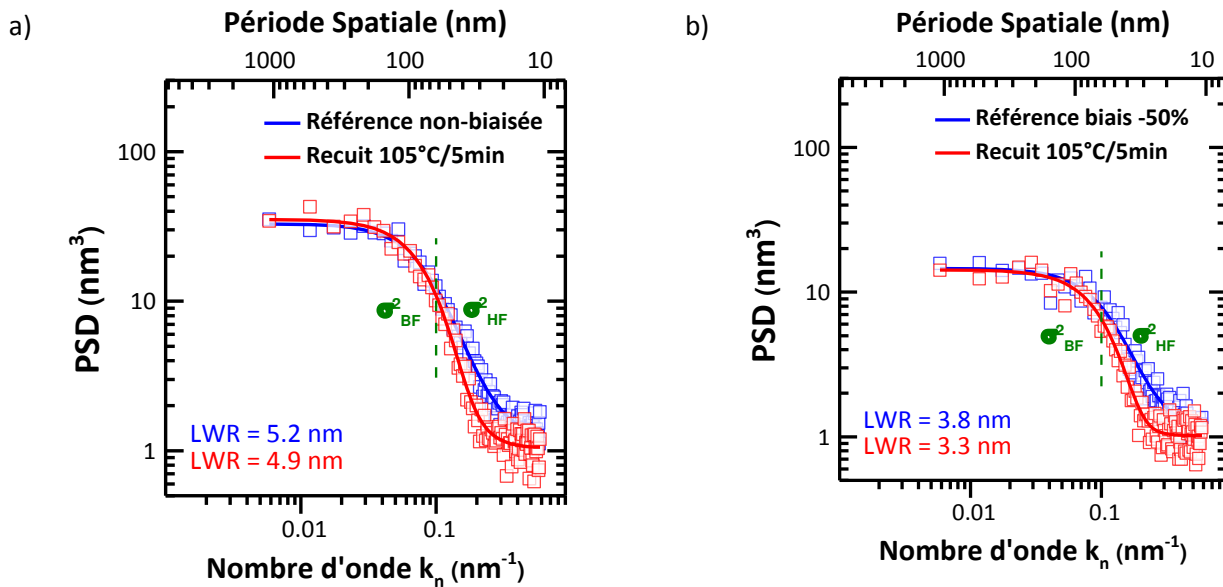 a)
Période Spatiale (nm)
1000 100 10
Référence non-biaisée
Recuit 105°C/5min
100
10
1
PSD (nm³)
σ²BF σ²HF
LWR = 5.2 nm
LWR = 4.9 nm
0.01 0.1
Nombre d'onde kₙ (nm⁻¹)
b)
Période Spatiale (nm)
1000 100 10
Référence biais -50%
Recuit 105°C/5min
100
10
1
PSD (nm³)
σ²BF σ²HF
LWR = 3.8 nm
LWR = 3.3 nm
0.01 0.1
Nombre d'onde kₙ (nm⁻¹)